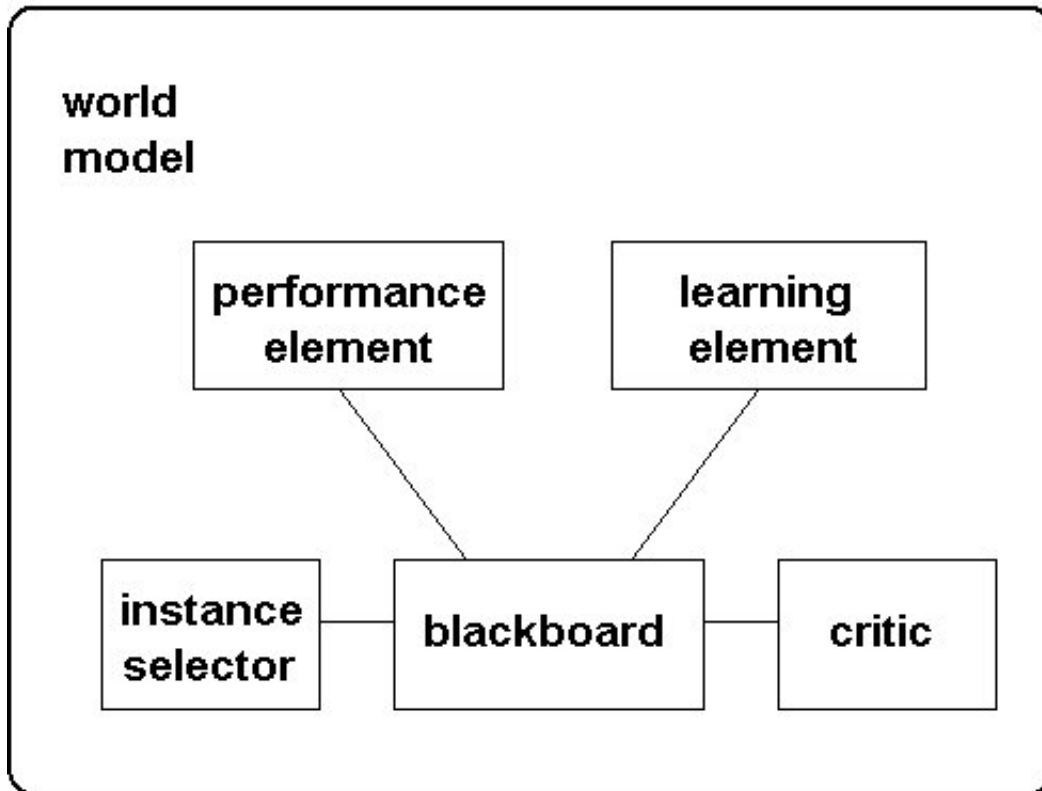 world
model
performance
element
learning
element
instance
selector
blackboard
critic